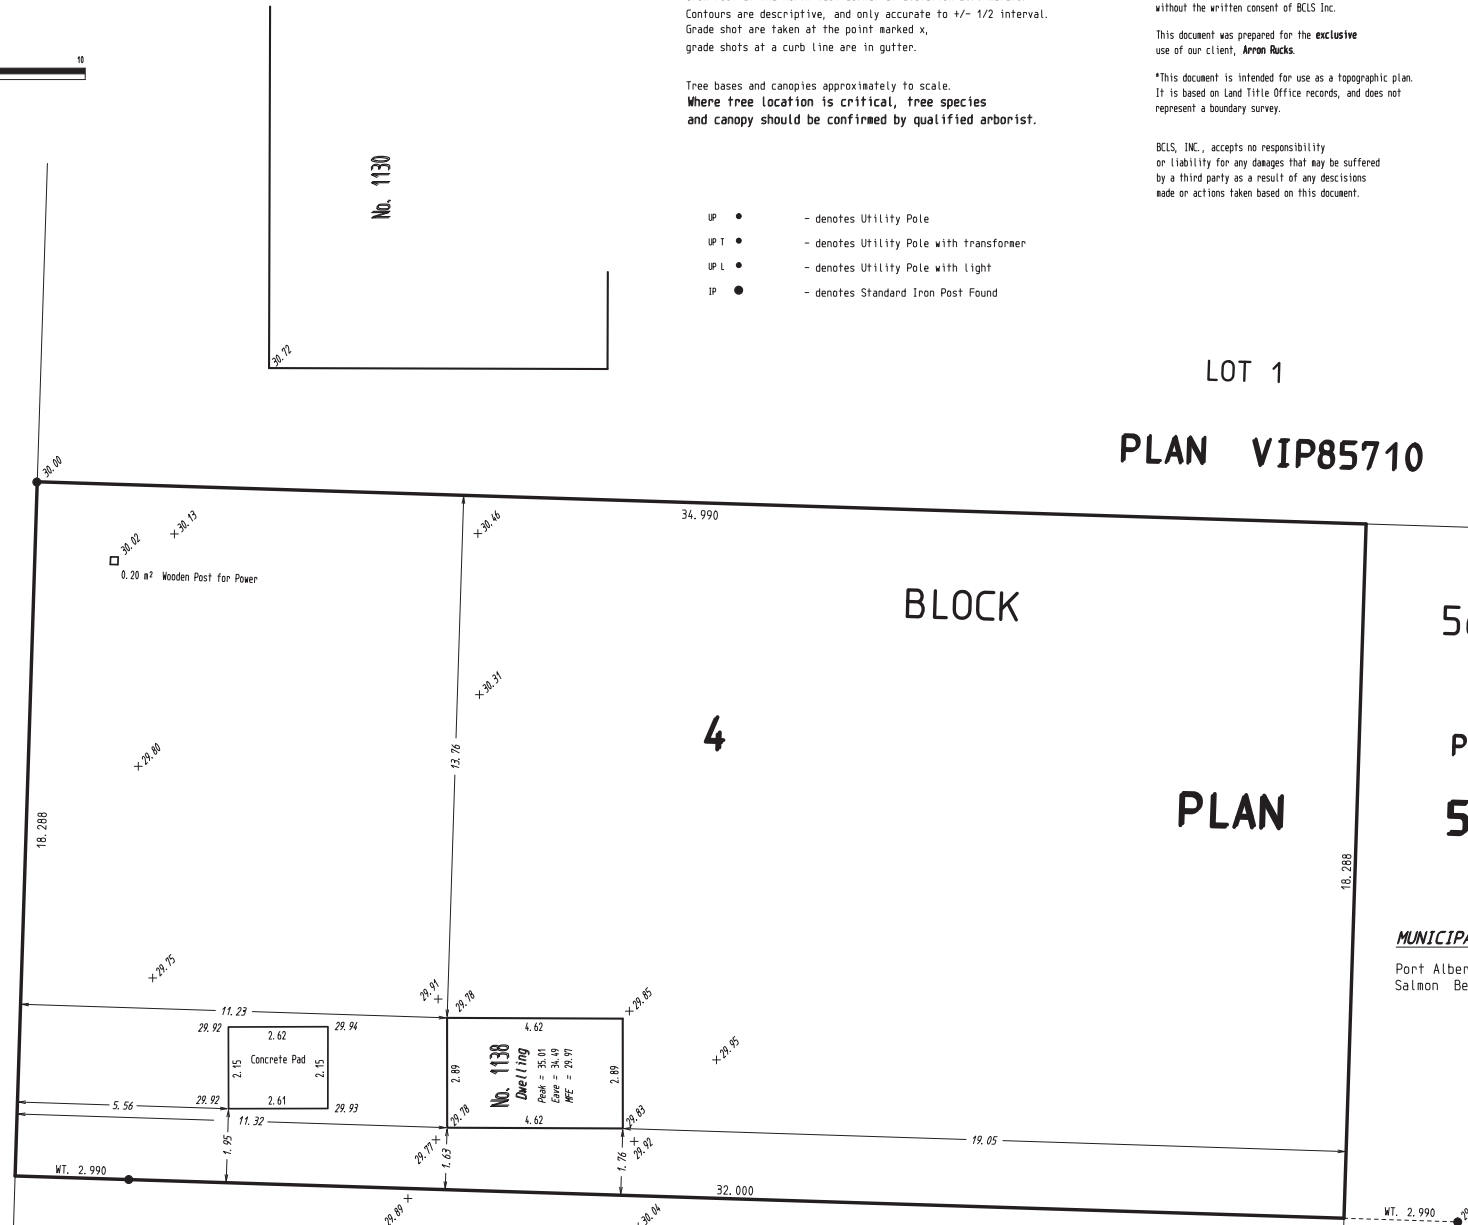 Contours are descriptive, and only accurate to +/- 1/2 interval.
Grade shot are taken at the point marked x,
grade shots at a curb line are in gutter.
Tree bases and canopies approximately to scale.
Where tree location is critical, tree species
and canopy should be confirmed by qualified arborist.
without the written consent of BCLS Inc.
This document was prepared for the exclusive
use of our client, Arron Rucks.
*This document is intended for use as a topographic plan.
It is based on Land Title Office records, and does not
represent a boundary survey.
BCLS, INC., accepts no responsibility
or liability for any damages that may be suffered
by a third party as a result of any descisions
made or actions taken based on this document.
10
No. 1130
30.72
UP - denotes Utility Pole
UP T - denotes Utility Pole with transformer
UP L - denotes Utility Pole with light
IP - denotes Standard Iron Post Found
LOT 1
PLAN VIP85710
30.00
30.13
30.02
0.20 m² Wooden Post for Power
30.46
34.990
BLOCK
30.31
4
13.76
29.80
PLAN
P
5
18.288
18.288
MUNICIPA
Port Alber
Salmon Be
29.75
29.91
29.78
29.85
11.23
29.92
29.94
2.62
Concrete Pad
2.15
2.15
2.61
29.92
29.93
4.62
2.89
No. 1138
Dwelling
Peak = 35.01
Eave = 34.49
MFE = 29.97
2.89
4.62
29.95
5.56
11.32
29.78
29.83
29.77
29.92
1.95
1.63
1.76
19.05
WT. 2.990
32.000
29.89
30.04
WT. 2.990